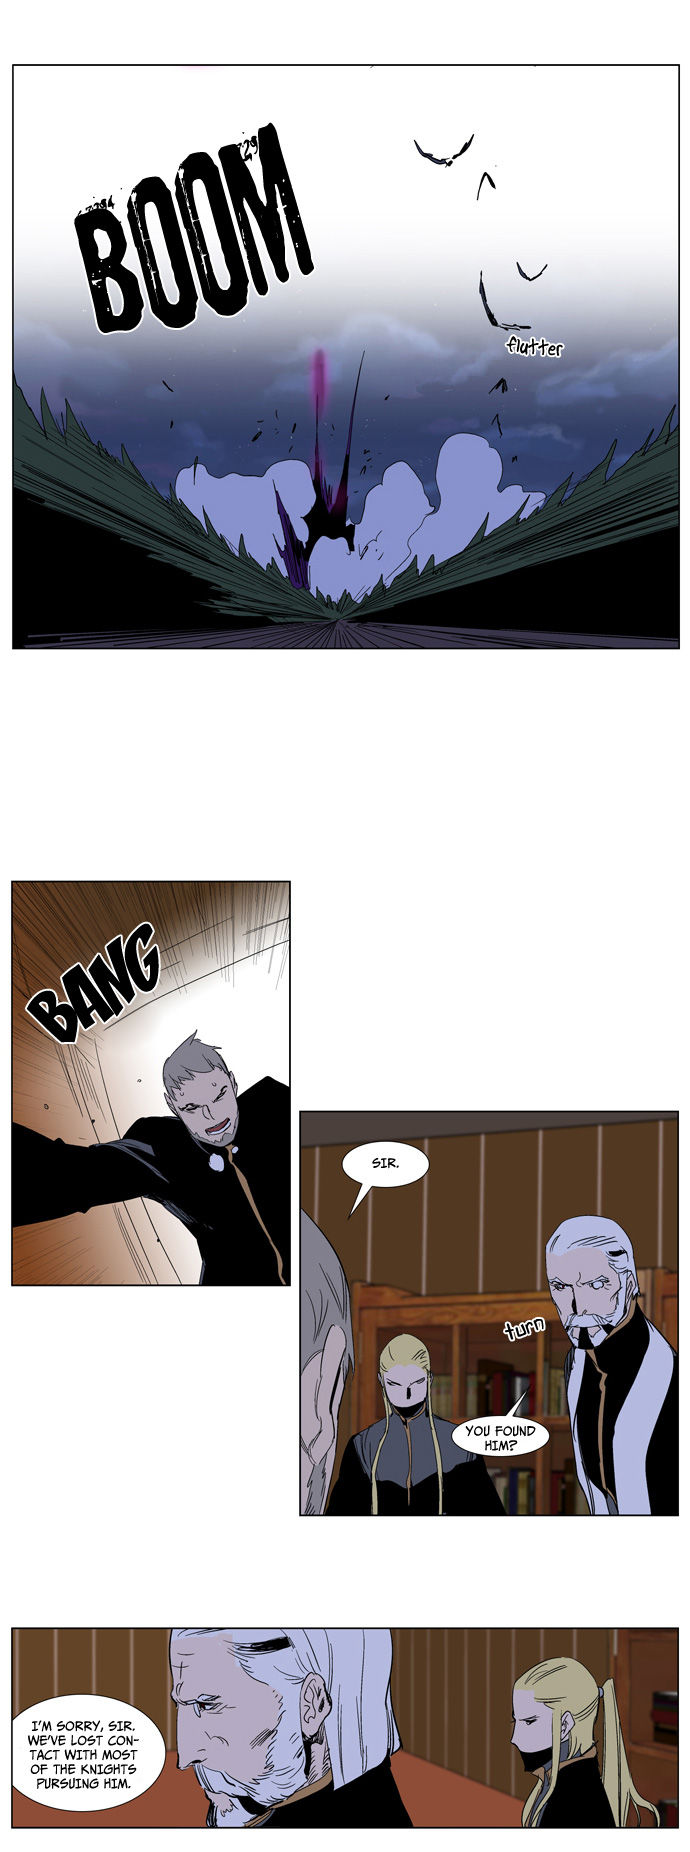 BOOM
flutter
BANG
SIR.
turn
YOU FOUND
HIM?
I'M SORRY, SIR.
WE'VE LOST CON-
TACT WITH MOST
OF THE KNIGHTS
PURSUING HIM.